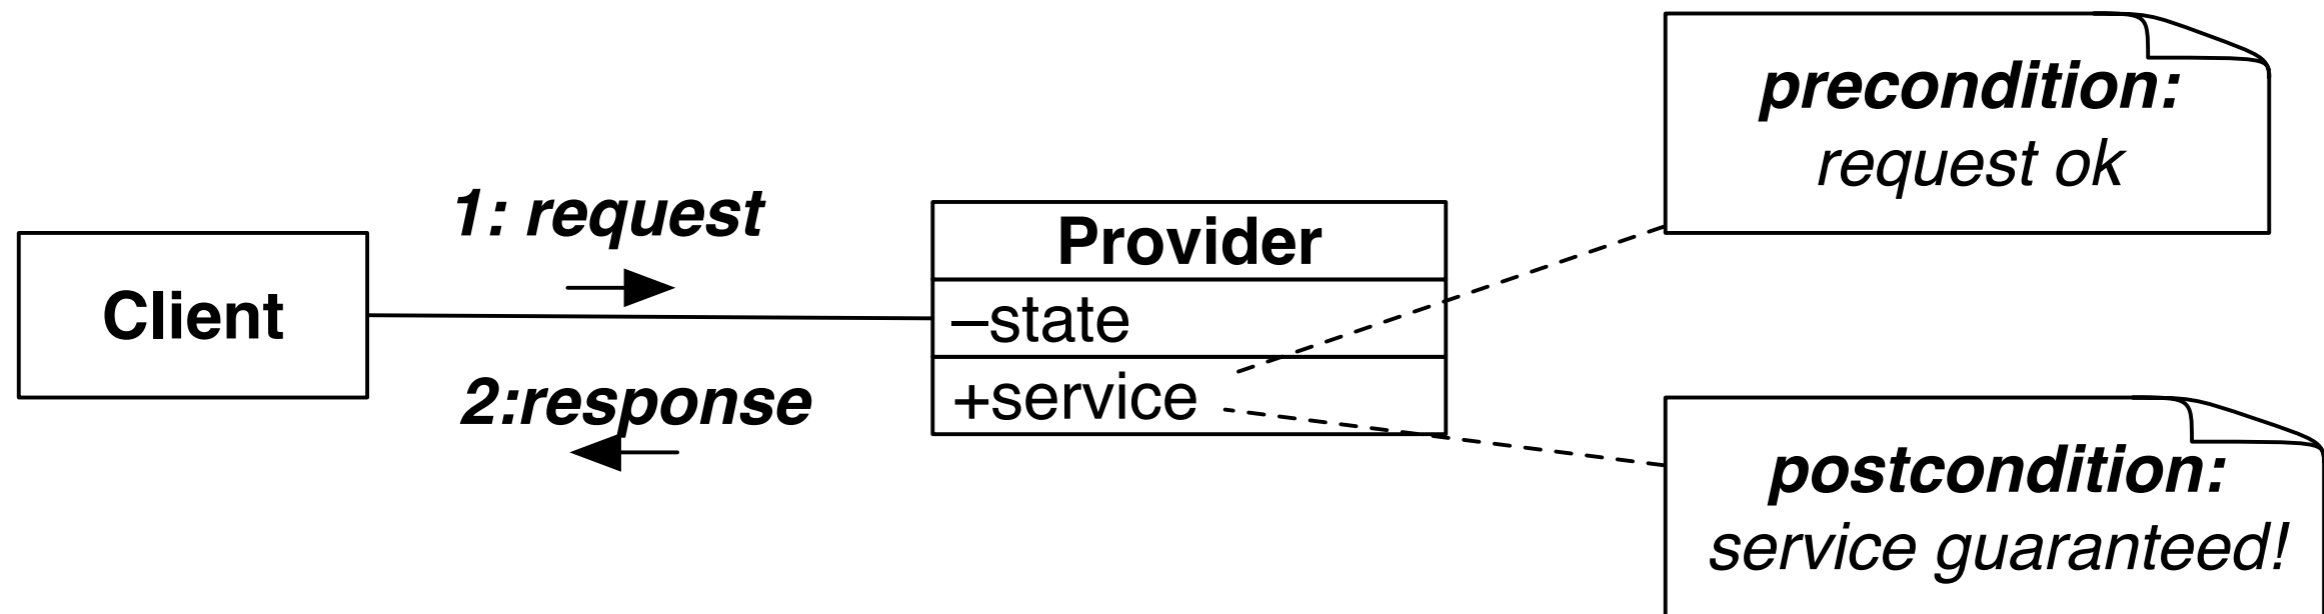 Client
1: request
2:response
Provider
–state
+service
precondition:
request ok
postcondition:
service guaranteed!